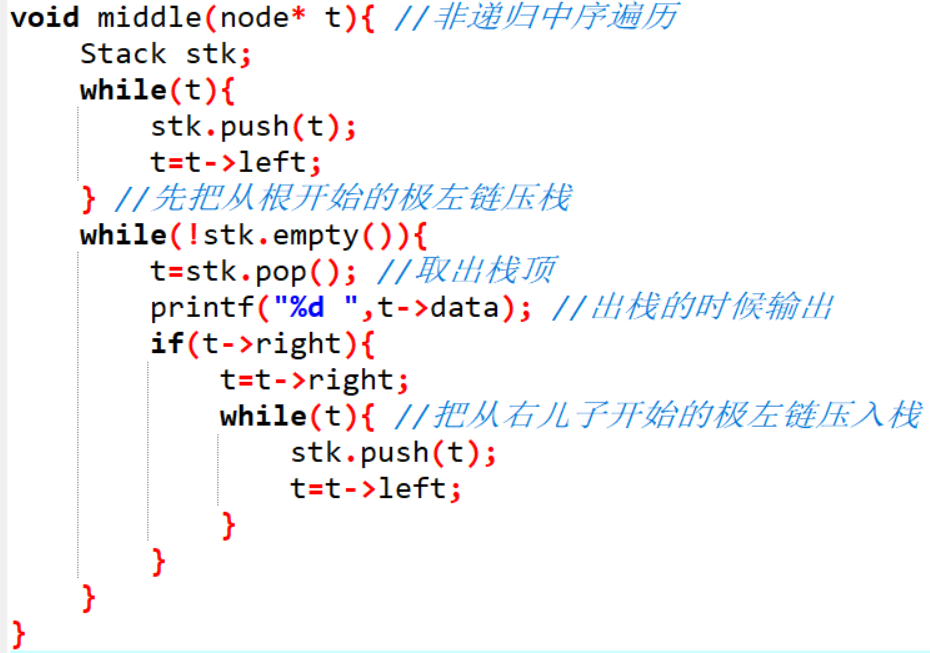 void middle(node* t){ //非递归中序遍历
Stack stk;
while(t){
stk.push(t);
t=t->left;
} //先把从根开始的极左链压栈
while(!stk.empty()){
t=stk.pop(); //取出栈顶
printf("%d ",t->data); //出栈的时候输出
if(t->right){
t=t->right;
while(t){ //把从右儿子开始的极左链压入栈
stk.push(t);
t=t->left;
}
}
}
}